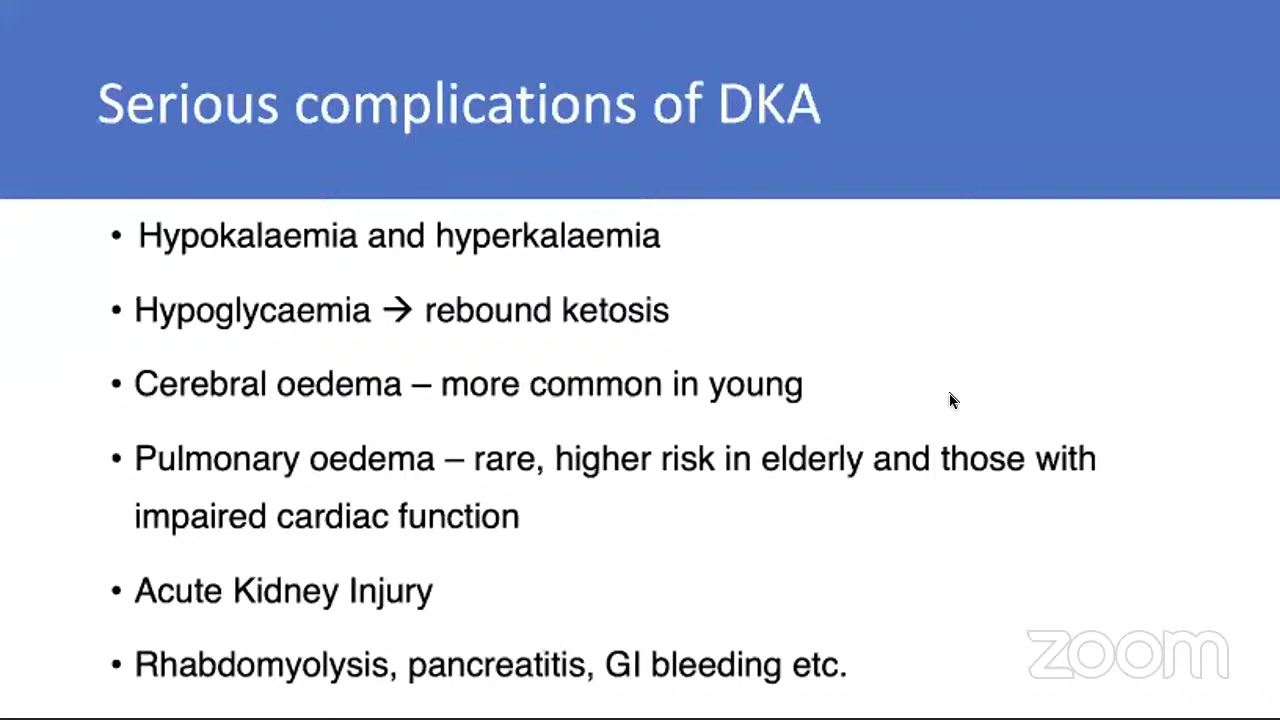 Serious complications of DKA
• Hypokalaemia and hyperkalaemia
• Hypoglycaemia → rebound ketosis
• Cerebral oedema – more common in young
• Pulmonary oedema – rare, higher risk in elderly and those with
impaired cardiac function
• Acute Kidney Injury
• Rhabdomyolysis, pancreatitis, GI bleeding etc.
zoom